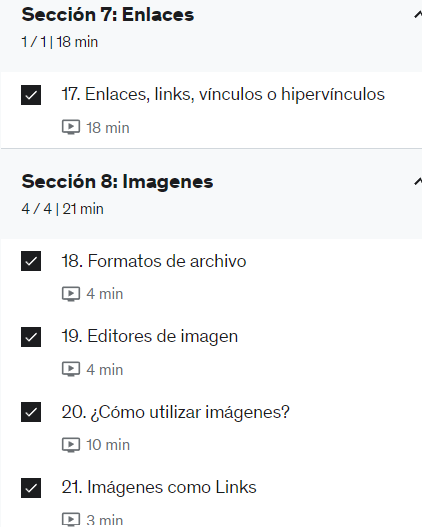 Sección 7: Enlaces
1 / 1 | 18 min
17. Enlaces, links, vínculos o hipervínculos
18 min
Sección 8: Imagenes
4 / 4 | 21 min
18. Formatos de archivo
4 min
19. Editores de imagen
4 min
20. ¿Cómo utilizar imágenes?
10 min
21. Imágenes como Links
3 min